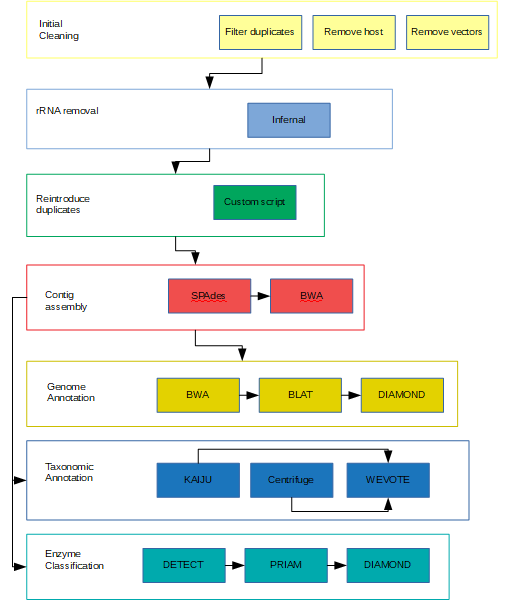 Initial
Cleaning
Filter duplicates
Remove host
Remove vectors
rRNA removal
Infernal
Reintroduce
duplicates
Custom script
Contig
assembly
SPAdes
BWA
Genome
Annotation
BWA
BLAT
DIAMOND
Taxonomic
Annotation
KAIJU
Centrifuge
WEVOTE
Enzyme
Classification
DETECT
PRIAM
DIAMOND